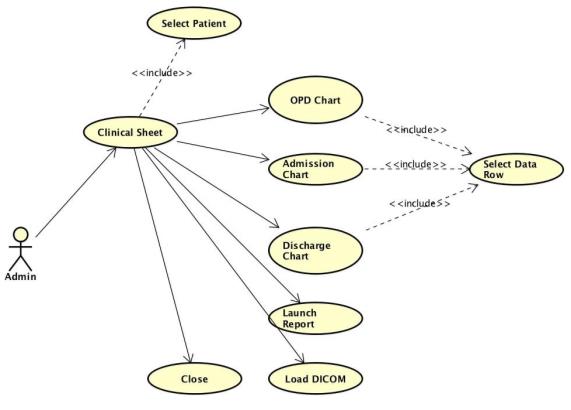 Select Patient
<<include>>
OPD Chart
<<include>>
Clinical Sheet
Admission
Chart
<<include>>
Select Data
Row
<<include>>
Discharge
Chart
Admin
Launch
Report
Close
Load DICOM